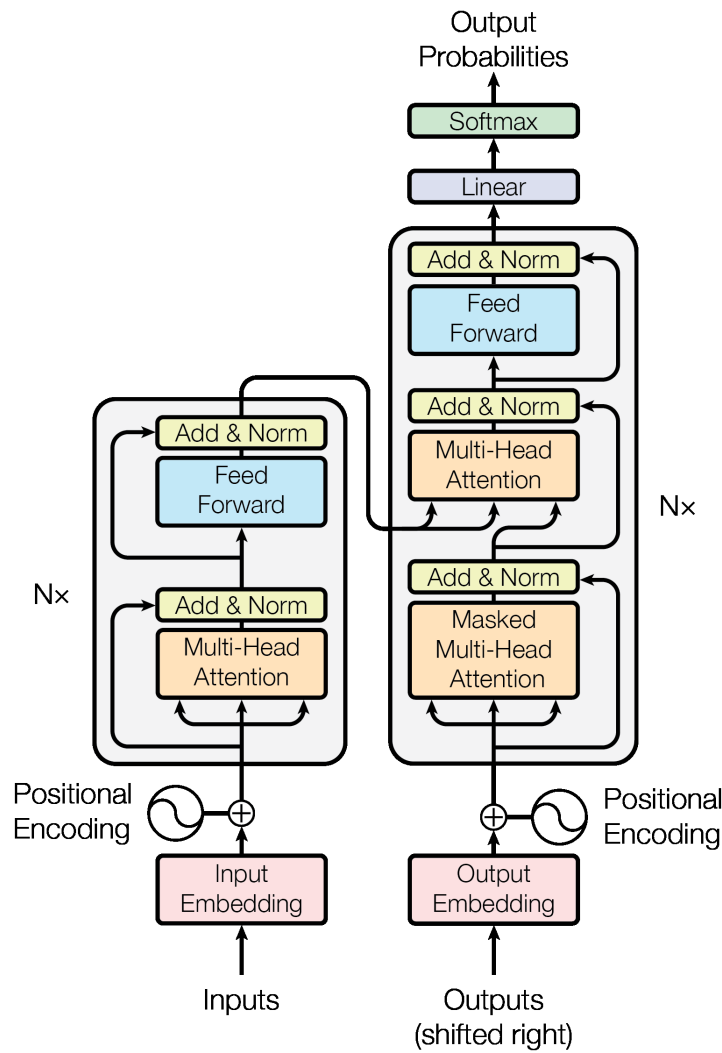 Output
Probabilities
Softmax
Linear
Add & Norm
Feed
Forward
Add & Norm
Multi-Head
Attention
Add & Norm
Masked
Multi-Head
Attention
Nx
Positional
Encoding
Output
Embedding
Outputs
(shifted right)
Add & Norm
Feed
Forward
Add & Norm
Multi-Head
Attention
N×
Positional
Encoding
Input
Embedding
Inputs